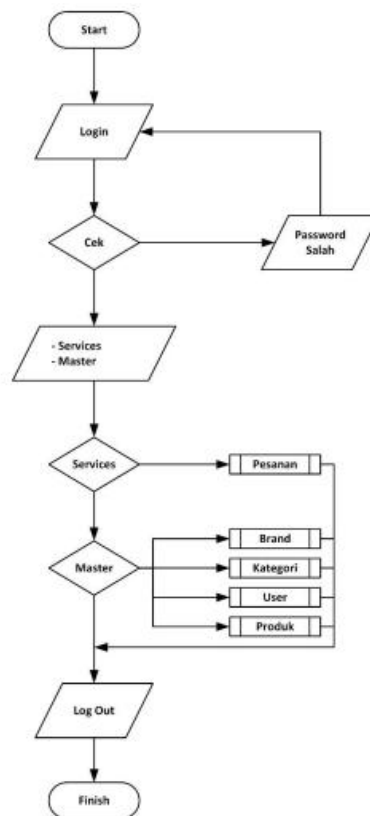 Start
Login
Cek
Password
Salah
- Services
- Master
Services
Pesanan
Master
Brand
Kategori
User
Produk
Log Out
Finish